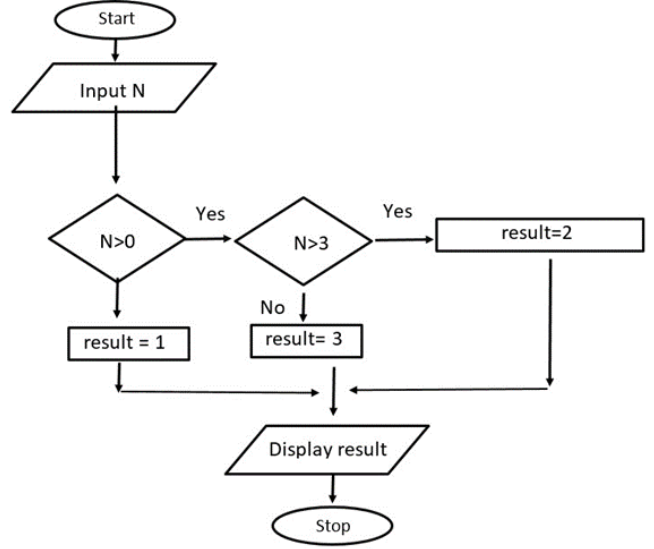 Start
Input N
N>0
Yes
N>3
Yes
result=2
No
result = 1
result= 3
Display result
Stop